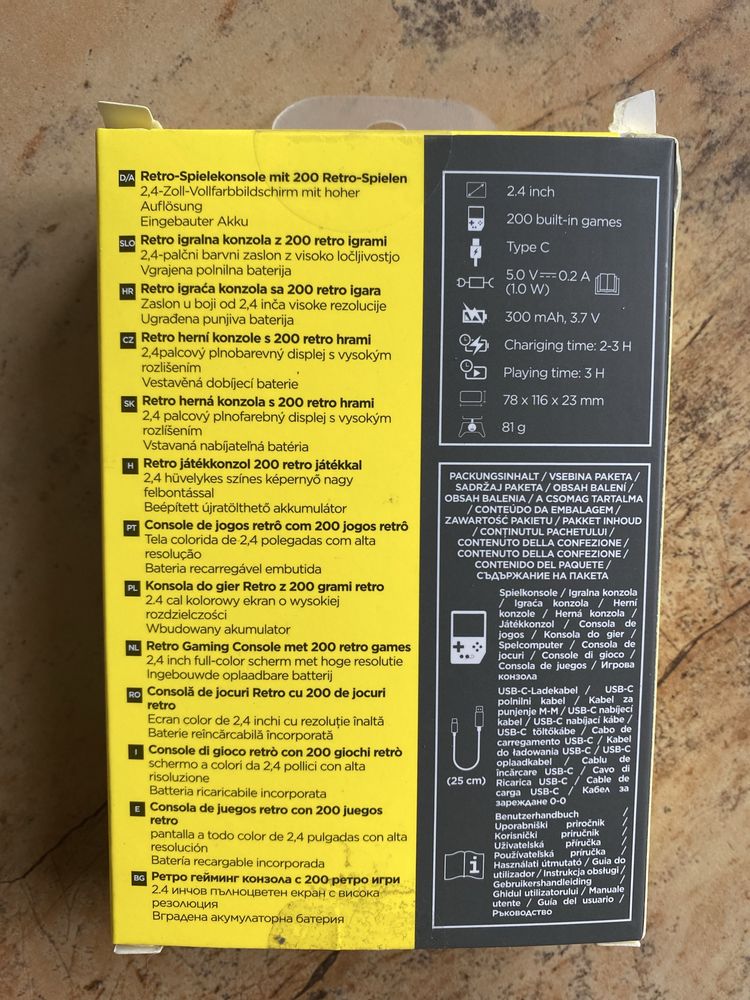 D/A Retro-Spielekonsole mit 200 Retro-Spielen
2,4-Zoll-Vollfarbbildschirm mit hoher
Auflösung
Eingebauter Akku
SLO Retro igralna konzola z 200 retro igrami
2,4-palčni barvni zaslon z visoko ločljivostjo
Vgrajena polnilna baterija
HR Retro igraća konzola sa 200 retro igara
Zaslon u boji od 2,4 inča visoke rezolucije
Ugrađena punjiva baterija
CZ Retro herní konzole s 200 retro hrami
2,4palcový plnobarevný displej s vysokým
rozlišením
Vestavěná dobíjecí baterie
SK Retro herná konzola s 200 retro hrami
2,4 palcový plnofarebný displej s vysokým
rozlišením
Vstavaná nabíjateľná batéria
H Retro játékkonzol 200 retro játékkal
2,4 hüvelykes színes képernyő nagy
felbontással
Beépített újratölthető akkumulátor
PT Console de jogos retrô com 200 jogos retrô
Tela colorida de 2,4 polegadas com alta
resolução
Bateria recarregável embutida
PL Konsola do gier Retro z 200 grami retro
2.4 cal kolorowy ekran o wysokiej
rozdzielczości
Wbudowany akumulator
NL Retro Gaming Console met 200 retro games
2,4 inch full-color scherm met hoge resolutie
Ingebouwde oplaadbare batterij
RO Consolă de jocuri Retro cu 200 de jocuri
retro
Ecran color de 2,4 inchi cu rezoluție înaltă
Baterie reîncărcabilă incorporată
I Console di gioco retrò con 200 giochi retrò
schermo a colori da 2,4 pollici con alta
risoluzione
Batteria ricaricabile incorporata
E Consola de juegos retro con 200 juegos
retro
pantalla a todo color de 2,4 pulgadas con alta
resolución
Batería recargable incorporada
BG Ретро гейминг конзола с 200 ретро игри
2.4 инчов пълноцветен екран с висока
резолюция
Вградена акумулаторна батерия
2.4 inch
200 built-in games
Type C
5.0 V⎓0.2 A
(1.0 W)
300 mAh, 3.7 V
Chariging time: 2-3 H
Playing time: 3 H
78 x 116 x 23 mm
81 g
PACKUNGSINHALT / VSEBINA PAKETA /
SADRŽAJ PAKETA / OBSAH BALENÍ /
OBSAH BALENIA / A CSOMAG TARTALMA
/ CONTEÚDO DA EMBALAGEM /
ZAWARTOŚĆ PAKIETU / PAKKET INHOUD
/ CONȚINUTUL PACHETULUI /
CONTENUTO DELLA CONFEZIONE /
CONTENUTO DELLA CONFEZIONE /
CONTENIDO DEL PAQUETE /
СЪДЪРЖАНИЕ НА ПАКЕТА
Spielkonsole / Igralna konzola
/ Igraća konzola / Herní
konzole / Herná konzola /
Játékkonzol / Consola de
jogos / Konsola do gier /
Spelcomputer / Consola de
jocuri / Console di gioco /
Consola de juegos / Игрова
конзола
USB-C-Ladekabel / USB-C
polnilni kabel / Kabel za
punjenje M-M / USB-C nabíjecí
kabel / USB-C nabíjací kábe /
USB-C töltőkábe / Cabo de
carregamento USB-C / Kabel
do ładowania USB-C / USB-C
oplaadkabel / Cablu de
încărcare USB-C / Cavo di
Ricarica USB-C / Cable de
carga USB-C / Кабел за
зареждане 0-0
(25 cm)
Benutzerhandbuch /
Uporabniški priročnik /
Korisnički priručnik /
Uživatelská příručka /
Používateľská príručka /
Használati útmutató / Guia do
utilizador / Instrukcja obsługi /
Gebruikershandleiding /
Ghidul utilizatorului / Manuale
utente / Guía del usuario /
Ръководство